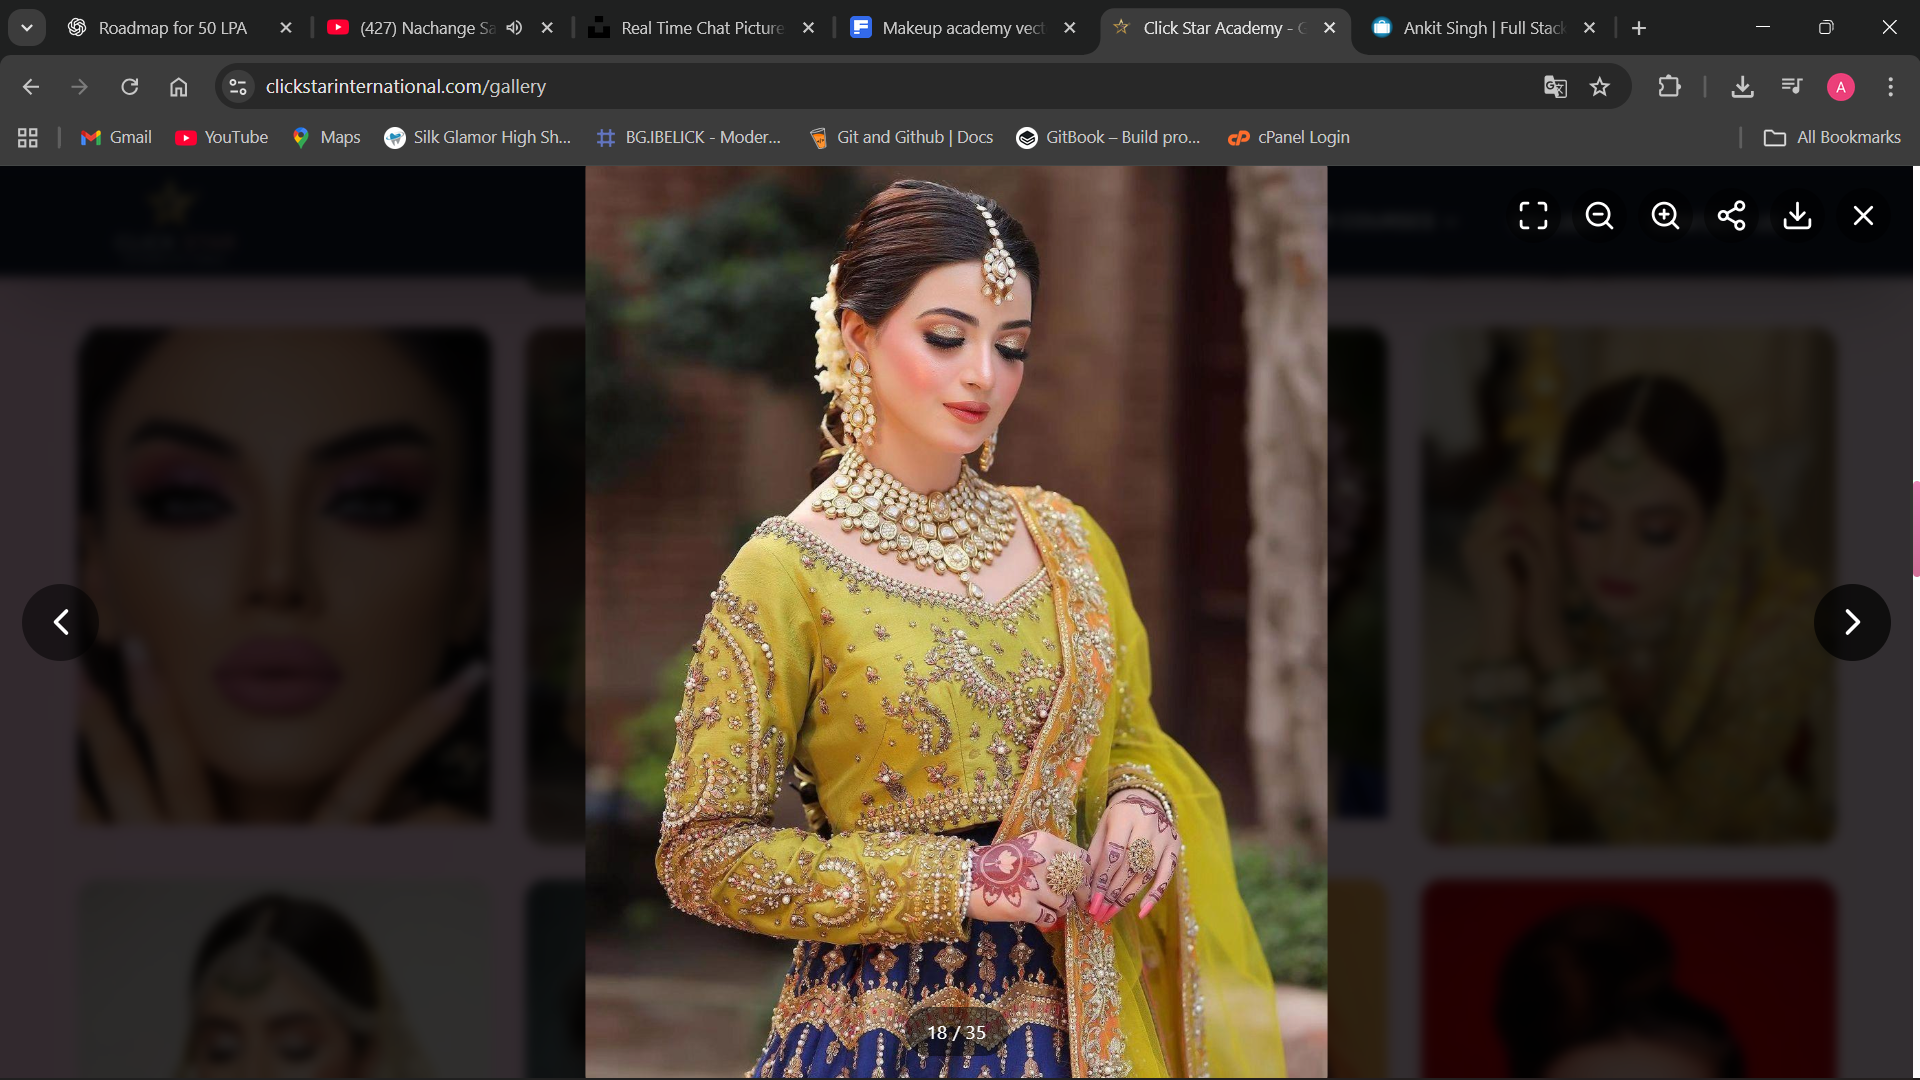 Roadmap for 50 LPA
(427) Nachange Sa
Real Time Chat Picture
Makeup academy vect
Click Star Academy - G
Ankit Singh | Full Stack
clickstarinternational.com/gallery
A
Gmail
YouTube
Maps
Silk Glamor High Sh...
BG.IBELICK - Moder...
Git and Github | Docs
GitBook – Build pro...
cPanel Login
All Bookmarks
18 / 35